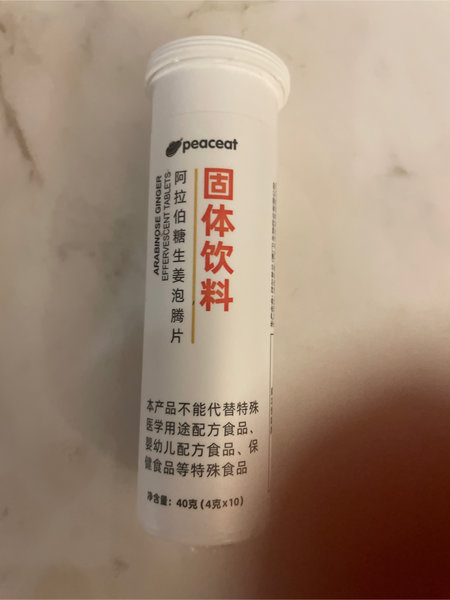 peaceat
固体饮料
阿拉伯糖生姜泡腾片
ARABINOSE GINGER
EFFERVESCENT TABLETS
本产品不能代替特殊
医学用途配方食品、
婴幼儿配方食品、保
健食品等特殊食品
净含量：40克(4克x10)